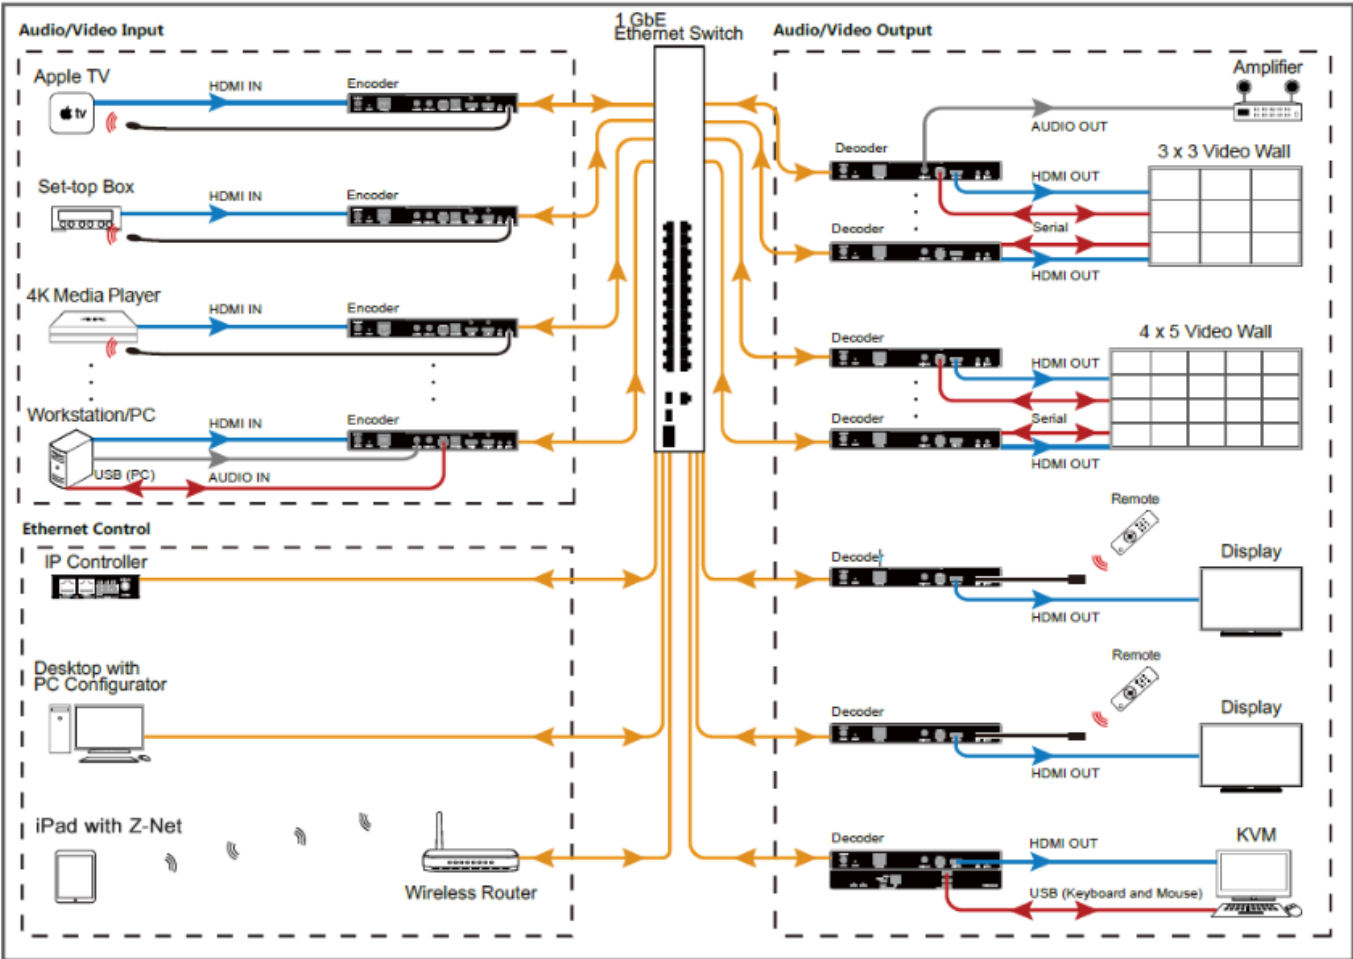 Audio/Video Input
1 GbE
Ethernet Switch
Audio/Video Output
Apple TV
tv
HDMI IN
Encoder
Set-top Box
HDMI IN
Encoder
4K Media Player
HDMI IN
Encoder
Workstation/PC
HDMI IN
Encoder
USB (PC)
AUDIO IN
Ethernet Control
IP Controller
Desktop with
PC Configurator
iPad with Z-Net
Wireless Router
Amplifier
AUDIO OUT
Decoder
3 x 3 Video Wall
HDMI OUT
Decoder
Serial
HDMI OUT
Decoder
4 x 5 Video Wall
HDMI OUT
Decoder
Serial
HDMI OUT
Remote
Decoder
Display
HDMI OUT
Remote
Decoder
Display
HDMI OUT
Decoder
HDMI OUT
KVM
USB (Keyboard and Mouse)